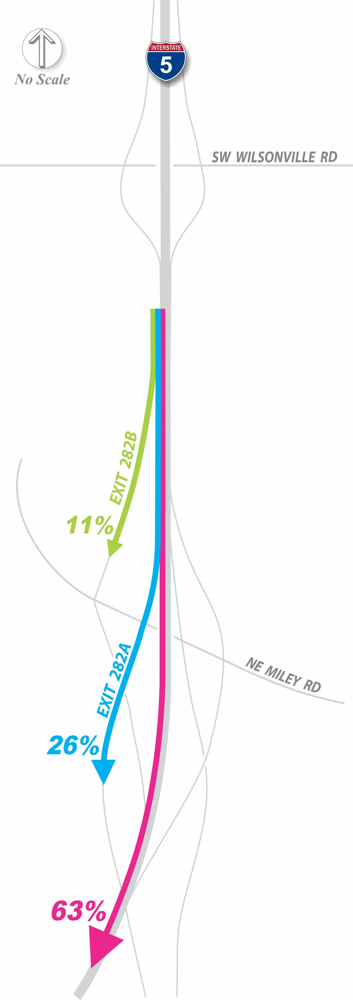 INTERSTATE
5
No Scale
SW WILSONVILLE RD
EXIT 282B
11%
EXIT 282A
NE MILEY RD
26%
63%